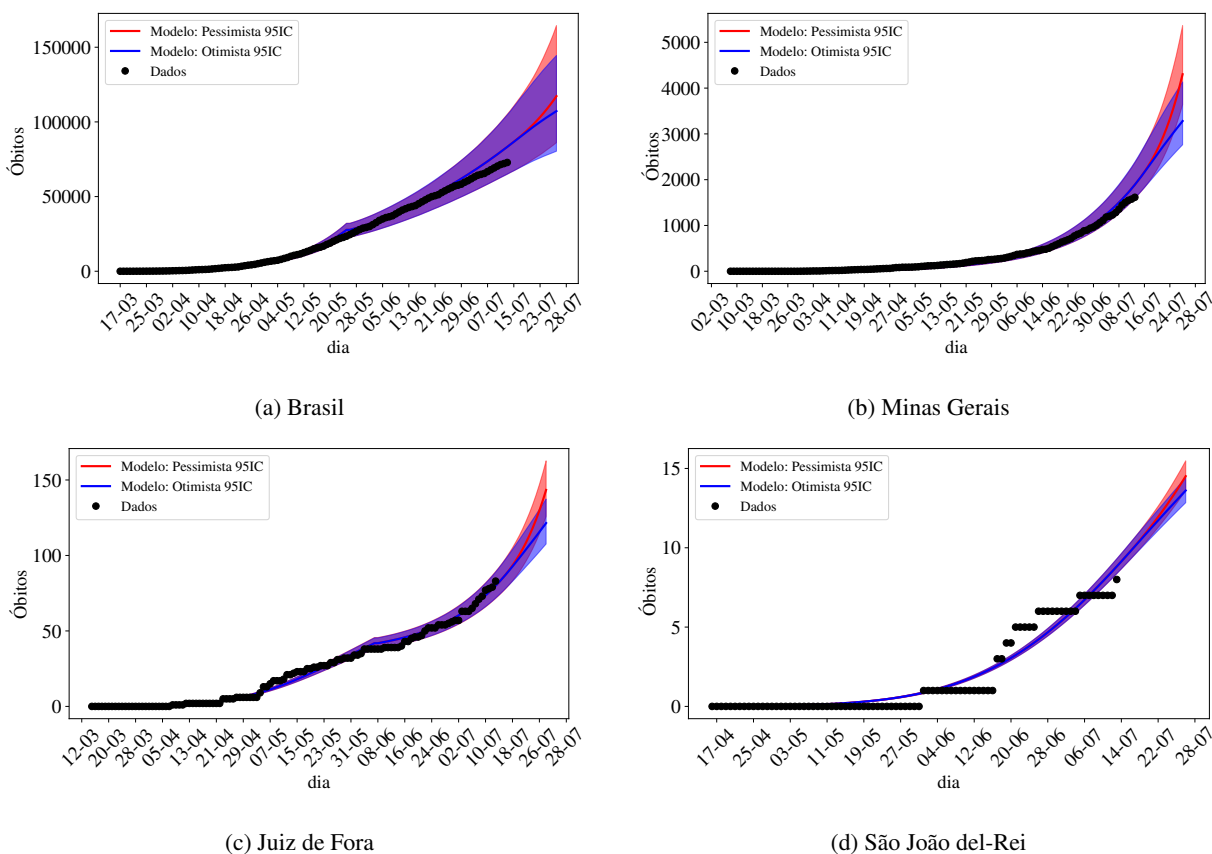 Modelo: Pessimista 95IC
Modelo: Otimista 95IC
Dados
150000
100000
50000
0
Óbitos
17-03 25-03 02-04 10-04 18-04 26-04 04-05 12-05 20-05 28-05 05-06 13-06 21-06 29-06 07-07 15-07 23-07 28-07
dia
(a) Brasil
Modelo: Pessimista 95IC
Modelo: Otimista 95IC
Dados
5000
4000
3000
2000
1000
0
Óbitos
02-03 10-03 18-03 26-03 03-04 11-04 19-04 27-04 05-05 13-05 21-05 29-05 06-06 14-06 22-06 30-06 08-07 16-07 24-07 28-07
dia
(b) Minas Gerais
Modelo: Pessimista 95IC
Modelo: Otimista 95IC
Dados
150
100
50
0
Óbitos
12-03 20-03 28-03 05-04 13-04 21-04 29-04 07-05 15-05 23-05 31-05 08-06 16-06 24-06 02-07 10-07 18-07 26-07 28-07
dia
(c) Juiz de Fora
Modelo: Pessimista 95IC
Modelo: Otimista 95IC
Dados
15
10
5
0
Óbitos
17-04 25-04 03-05 11-05 19-05 27-05 04-06 12-06 20-06 28-06 06-07 14-07 22-07 28-07
dia
(d) São João del-Rei